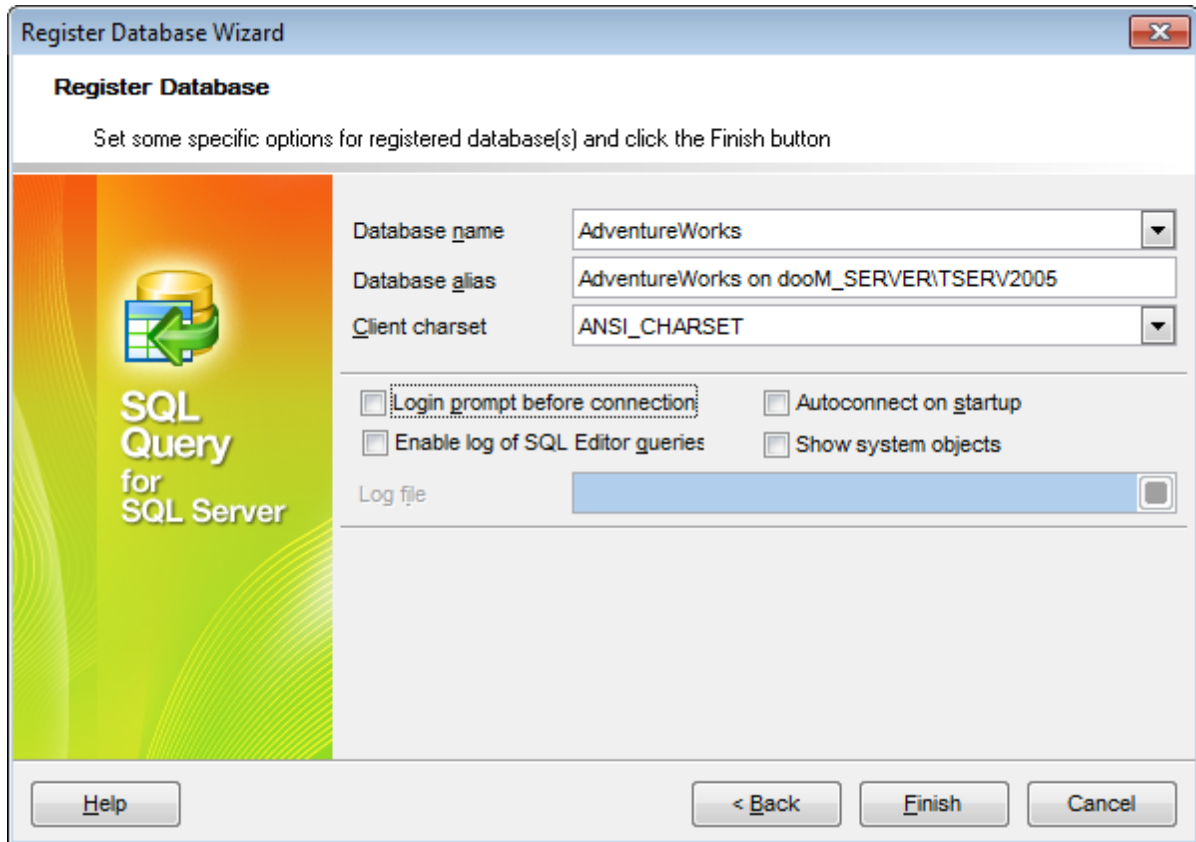 Register Database Wizard
Register Database
Set some specific options for registered database(s) and click the Finish button
SQL
Query
for
SQL Server
Database name AdventureWorks
Database alias AdventureWorks on dooM_SERVER\TSERV2005
Client charset ANSI_CHARSET
Login prompt before connection Autoconnect on startup
Enable log of SQL Editor queries Show system objects
Log file
Help < Back Finish Cancel